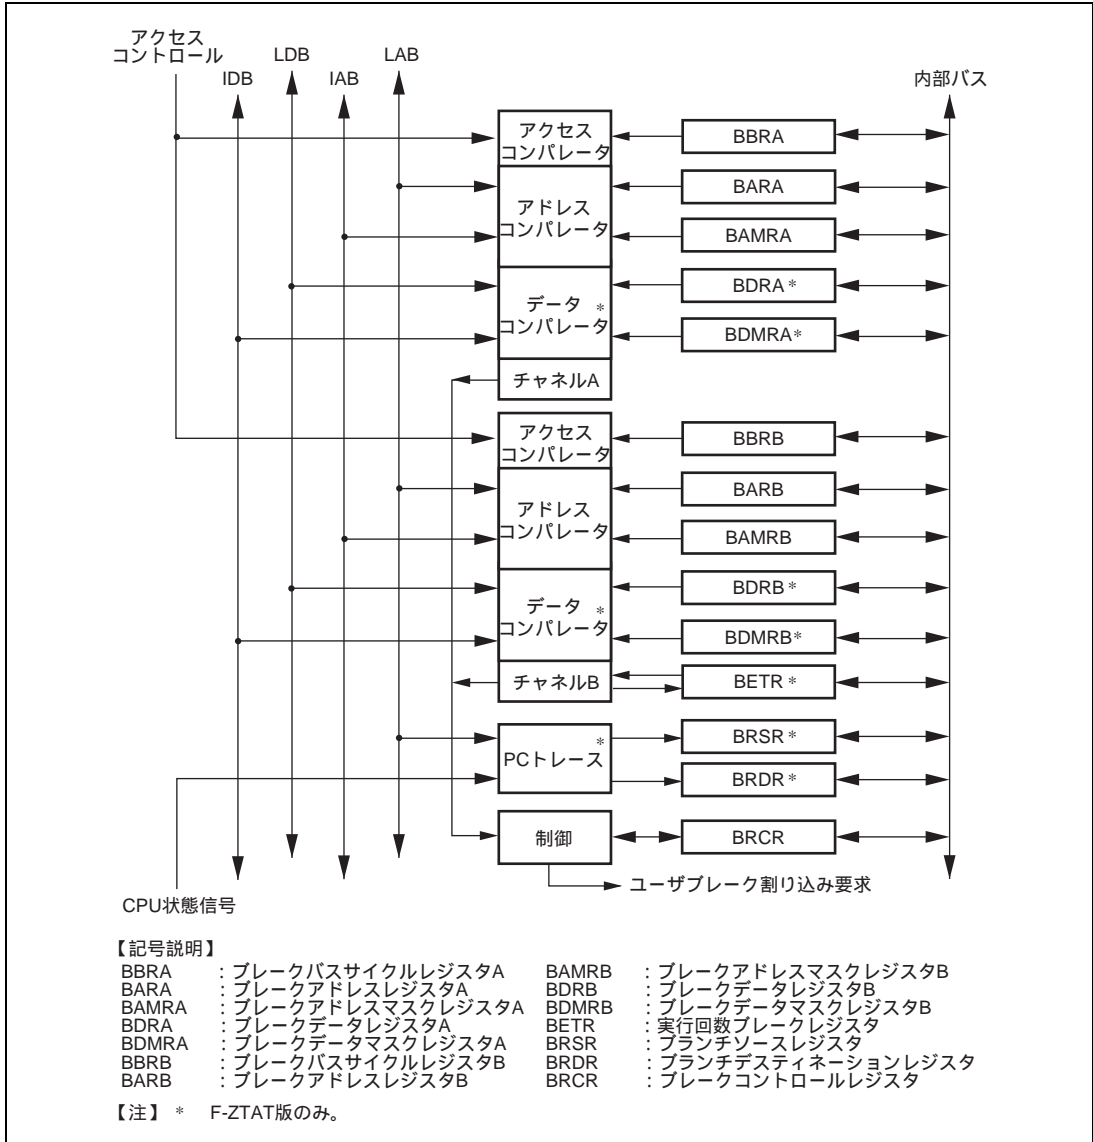 アクセス
コントロール
IDB
LDB
IAB
LAB
内部バス
アクセス
コンパレータ
BBRA
アドレス
コンパレータ
BARA
BAMRA
データ *
コンパレータ
BDRA *
BDMRA*
チャネルA
アクセス
コンパレータ
BBRB
アドレス
コンパレータ
BARB
BAMRB
データ *
コンパレータ
BDRB *
BDMRB*
チャネルB
BETR *
PCトレース *
BRSR *
BRDR *
制御
BRCR
ユーザブレーク割り込み要求
CPU状態信号
【記号説明】
BBRA : ブレークバスサイクルレジスタA
BARA : ブレークアドレスレジスタA
BAMRA : ブレークアドレスマスクレジスタA
BDRA : ブレークデータレジスタA
BDMRA : ブレークデータマスクレジスタA
BBRB : ブレークバスサイクルレジスタB
BARB : ブレークアドレスレジスタB
BAMRB : ブレークアドレスマスクレジスタB
BDRB : ブレークデータレジスタB
BDMRB : ブレークデータマスクレジスタB
BETR : 実行回数ブレークレジスタ
BRSR : ブランチソースレジスタ
BRDR : ブランチデスティネーションレジスタ
BRCR : ブレークコントロールレジスタ
【注】 * F-ZTAT版のみ。